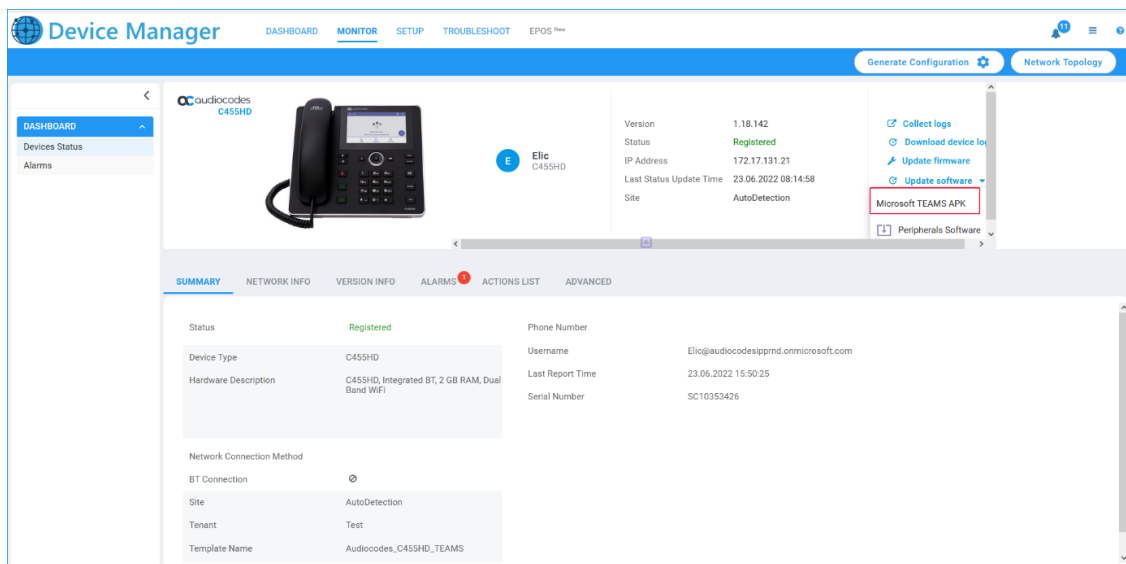 Device Manager
DASHBOARD MONITOR SETUP TROUBLESHOOT EPOS New
11
Generate Configuration
Network Topology
DASHBOARD
Devices Status
Alarms
audiocodes
C455HD
E
Elic
C455HD
Version 1.18.142
Status Registered
IP Address 172.17.131.21
Last Status Update Time 23.06.2022 08:14:58
Site AutoDetection
Collect logs
Download device log
Update firmware
Update software
Microsoft TEAMS APK
Peripherals Software
SUMMARY NETWORK INFO VERSION INFO ALARMS 1 ACTIONS LIST ADVANCED
Status Registered
Device Type C455HD
Hardware Description C455HD, Integrated BT, 2 GB RAM, Dual
Band WiFi
Network Connection Method
BT Connection
Site AutoDetection
Tenant Test
Template Name Audiocodes_C455HD_TEAMS
Phone Number
Username Elic@audiocodesipprnd.onmicrosoft.com
Last Report Time 23.06.2022 15:50:25
Serial Number SC10353426